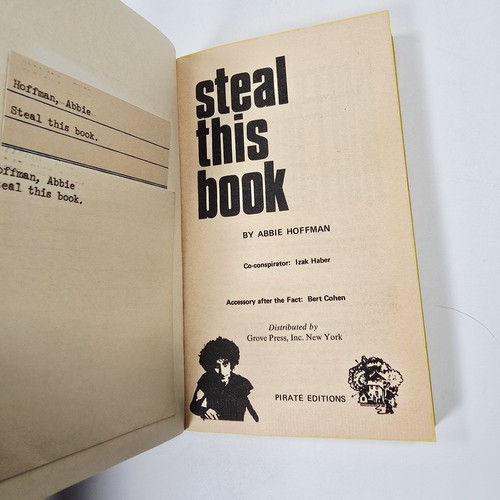 Hoffman, Abbie
Steal this book.
offman, Abbie
eal this book.
steal
this
book
BY ABBIE HOFFMAN
Co-conspirator: Izak Haber
Accessory after the Fact: Bert Cohen
Distributed by
Grove Press, Inc. New York
PIRATE EDITIONS